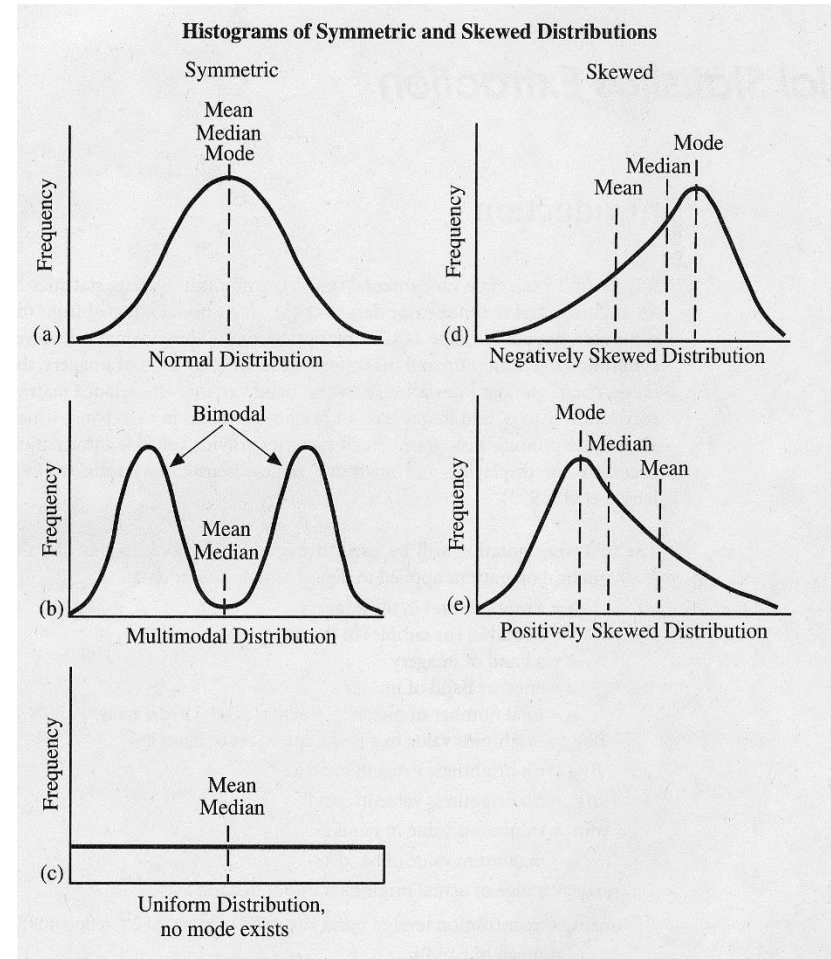 Histograms of Symmetric and Skewed Distributions
Symmetric
Mean
Median
Mode
Frequency
(a)
Normal Distribution
Bimodal
Mean
Median
Frequency
(b)
Multimodal Distribution
Mean
Median
Frequency
(c)
Uniform Distribution,
no mode exists
Skewed
Mode
Median
Mean
Frequency
(d)
Negatively Skewed Distribution
Mode
Median
Mean
Frequency
(e)
Positively Skewed Distribution